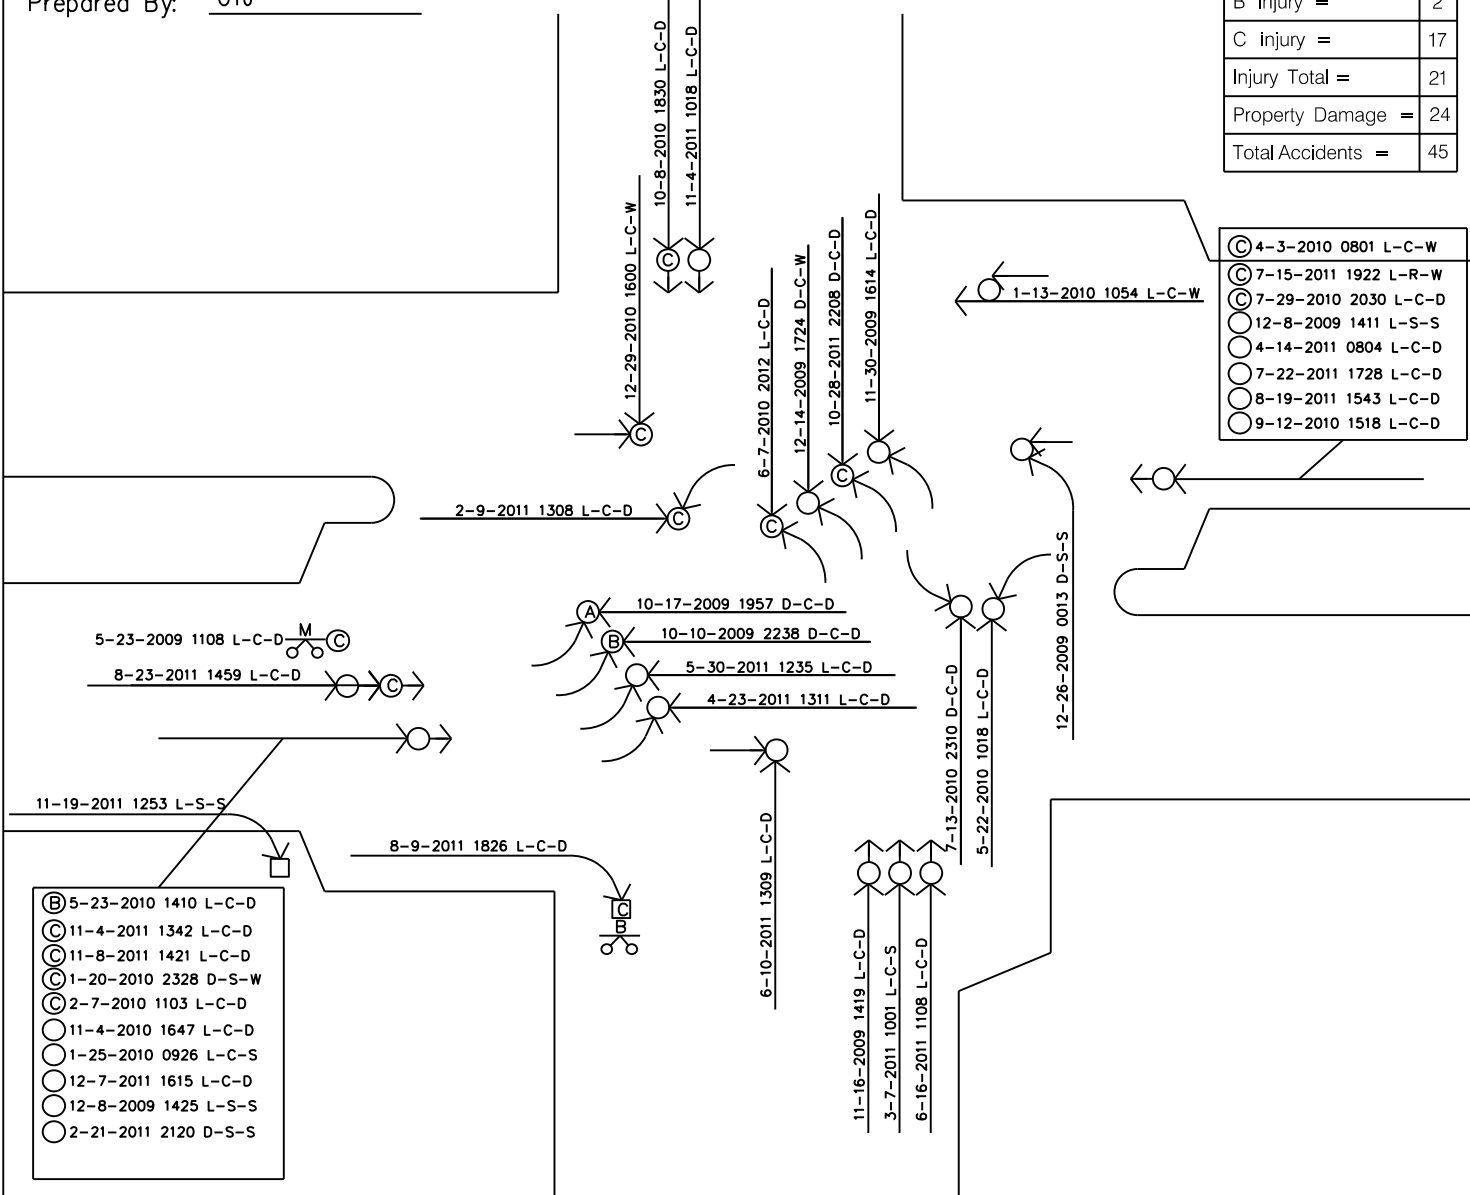 Prepared By:
B Injury = 2
C Injury = 17
Injury Total = 21
Property Damage = 24
Total Accidents = 45
10-8-2010 1830 L-C-D
11-4-2011 1018 L-C-D
12-29-2010 1600 L-C-W
C
C
6-7-2010 2012 L-C-D
12-14-2009 1724 D-C-W
10-28-2011 2208 D-C-D
11-30-2009 1614 L-C-D
C
C
1-13-2010 1054 L-C-W
C 4-3-2010 0801 L-C-W
C 7-15-2011 1922 L-R-W
C 7-29-2010 2030 L-C-D
12-8-2009 1411 L-S-S
4-14-2011 0804 L-C-D
7-22-2011 1728 L-C-D
8-19-2011 1543 L-C-D
9-12-2010 1518 L-C-D
2-9-2011 1308 L-C-D C
A 10-17-2009 1957 D-C-D
B 10-10-2009 2238 D-C-D
5-30-2011 1235 L-C-D
4-23-2011 1311 L-C-D
5-23-2009 1108 L-C-D M C
8-23-2011 1459 L-C-D C
12-26-2009 0013 D-S-S
7-13-2010 2310 D-C-D
5-22-2010 1018 L-C-D
11-19-2011 1253 L-S-S
8-9-2011 1826 L-C-D
C
B
6-10-2011 1309 L-C-D
11-16-2009 1419 L-C-D
3-7-2011 1001 L-C-S
6-16-2011 1108 L-C-D
B 5-23-2010 1410 L-C-D
C 11-4-2011 1342 L-C-D
C 11-8-2011 1421 L-C-D
C 1-20-2010 2328 D-S-W
C 2-7-2010 1103 L-C-D
11-4-2010 1647 L-C-D
1-25-2010 0926 L-C-S
12-7-2011 1615 L-C-D
12-8-2009 1425 L-S-S
2-21-2011 2120 D-S-S